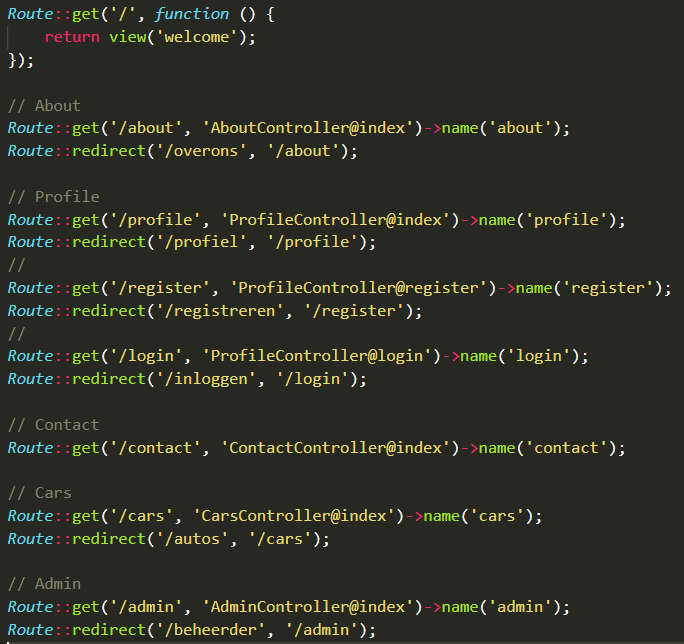 Route::get('/', function () {
    return view('welcome');
});

// About
Route::get('/about', 'AboutController@index')->name('about');
Route::redirect('/overons', '/about');

// Profile
Route::get('/profile', 'ProfileController@index')->name('profile');
Route::redirect('/profiel', '/profile');
//
Route::get('/register', 'ProfileController@register')->name('register');
Route::redirect('/registreren', '/register');
//
Route::get('/login', 'ProfileController@login')->name('login');
Route::redirect('/inloggen', '/login');

// Contact
Route::get('/contact', 'ContactController@index')->name('contact');

// Cars
Route::get('/cars', 'CarsController@index')->name('cars');
Route::redirect('/autos', '/cars');

// Admin
Route::get('/admin', 'AdminController@index')->name('admin');
Route::redirect('/beheerder', '/admin');